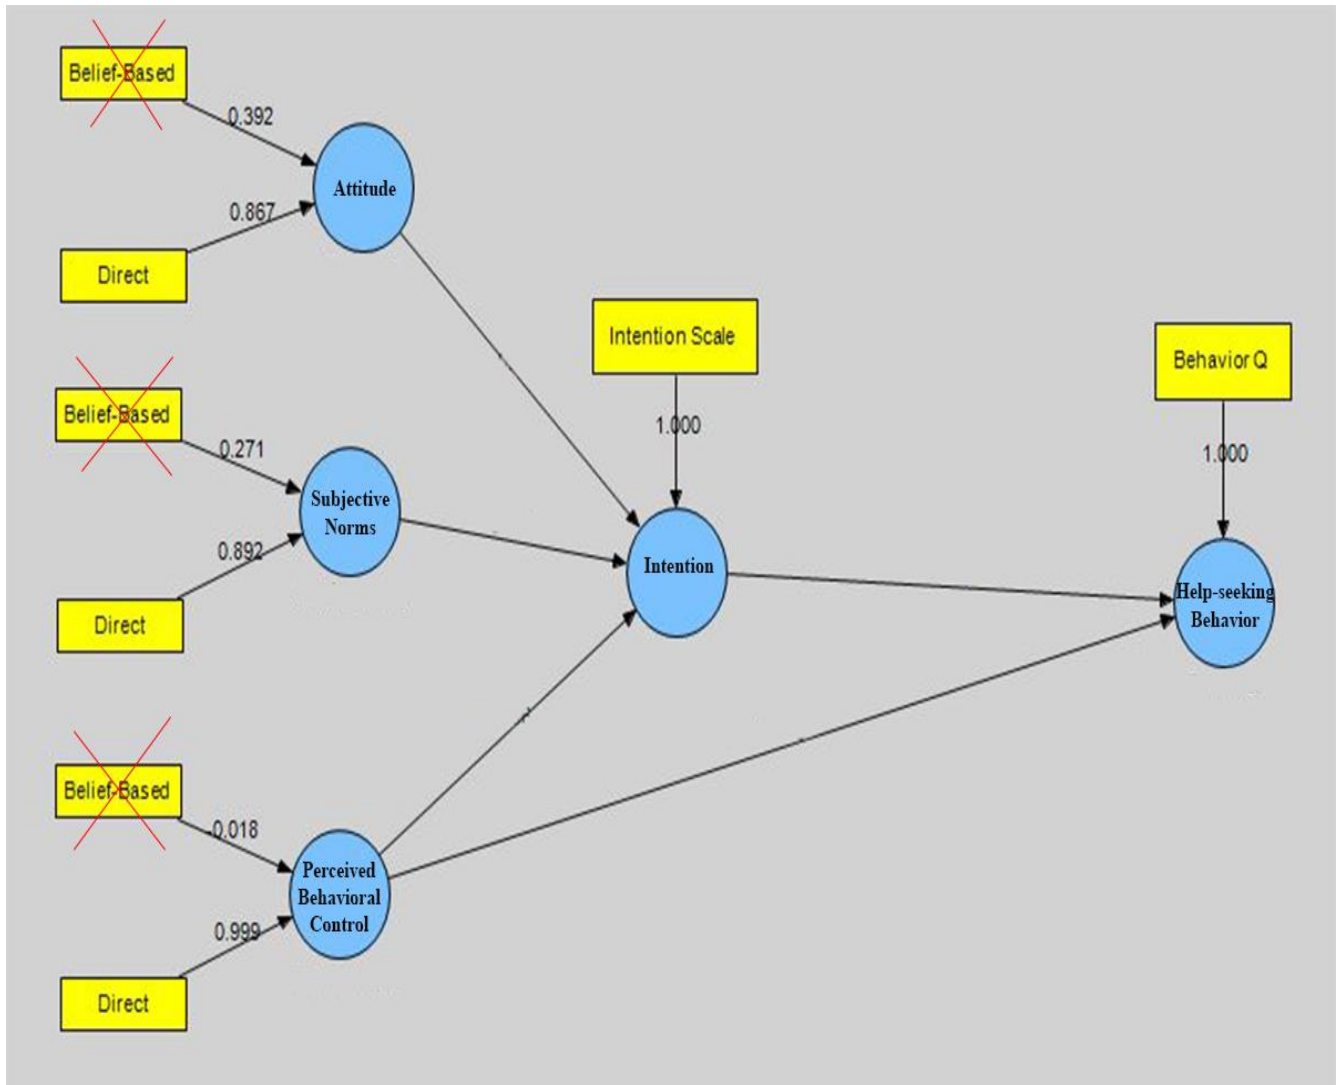 Belief-Based
0.392
Attitude
0.867
Direct
Intention Scale
1.000
Behavior Q
1.000
Belief-Based
0.271
Subjective
Norms
0.892
Direct
Intention
Help-seeking
Behavior
Belief-Based
-0.018
Perceived
Behavioral
Control
0.999
Direct